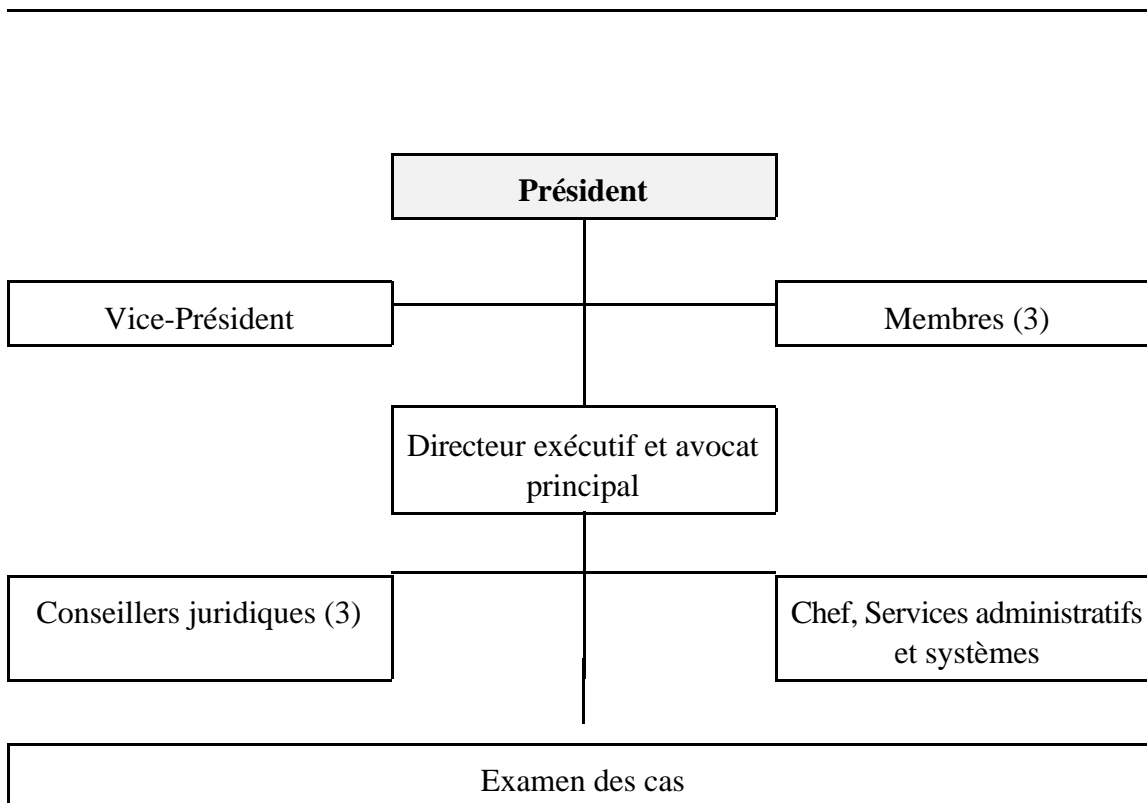 Président
Vice-Président
Membres (3)
Directeur exécutif et avocat
principal
Conseillers juridiques (3)
Chef, Services administratifs
et systèmes
Examen des cas